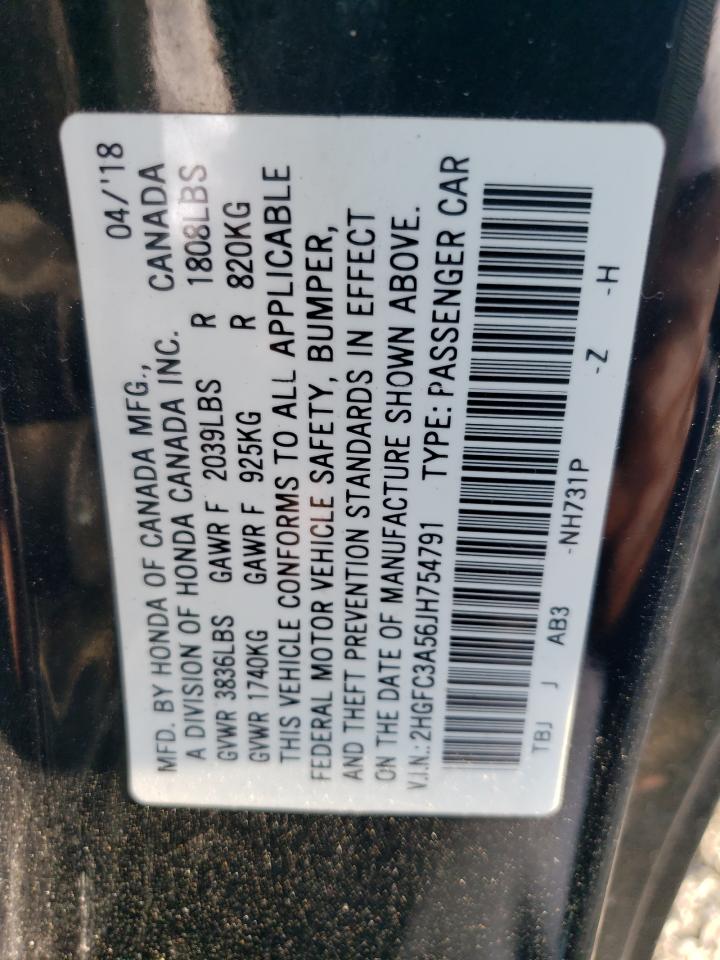 04/'18
MFD. BY HONDA OF CANADA MFG.,
A DIVISION OF HONDA CANADA INC. CANADA
GVWR 3836LBS GAWR F 2039LBS R 1808LBS
GVWR 1740KG GAWR F 925KG R 820KG
THIS VEHICLE CONFORMS TO ALL APPLICABLE
FEDERAL MOTOR VEHICLE SAFETY, BUMPER,
AND THEFT PREVENTION STANDARDS IN EFFECT
ON THE DATE OF MANUFACTURE SHOWN ABOVE.
V.I.N.: 2HGFC3A56JH754791 TYPE: PASSENGER CAR
TBJ J AB3 -NH731P -Z -H